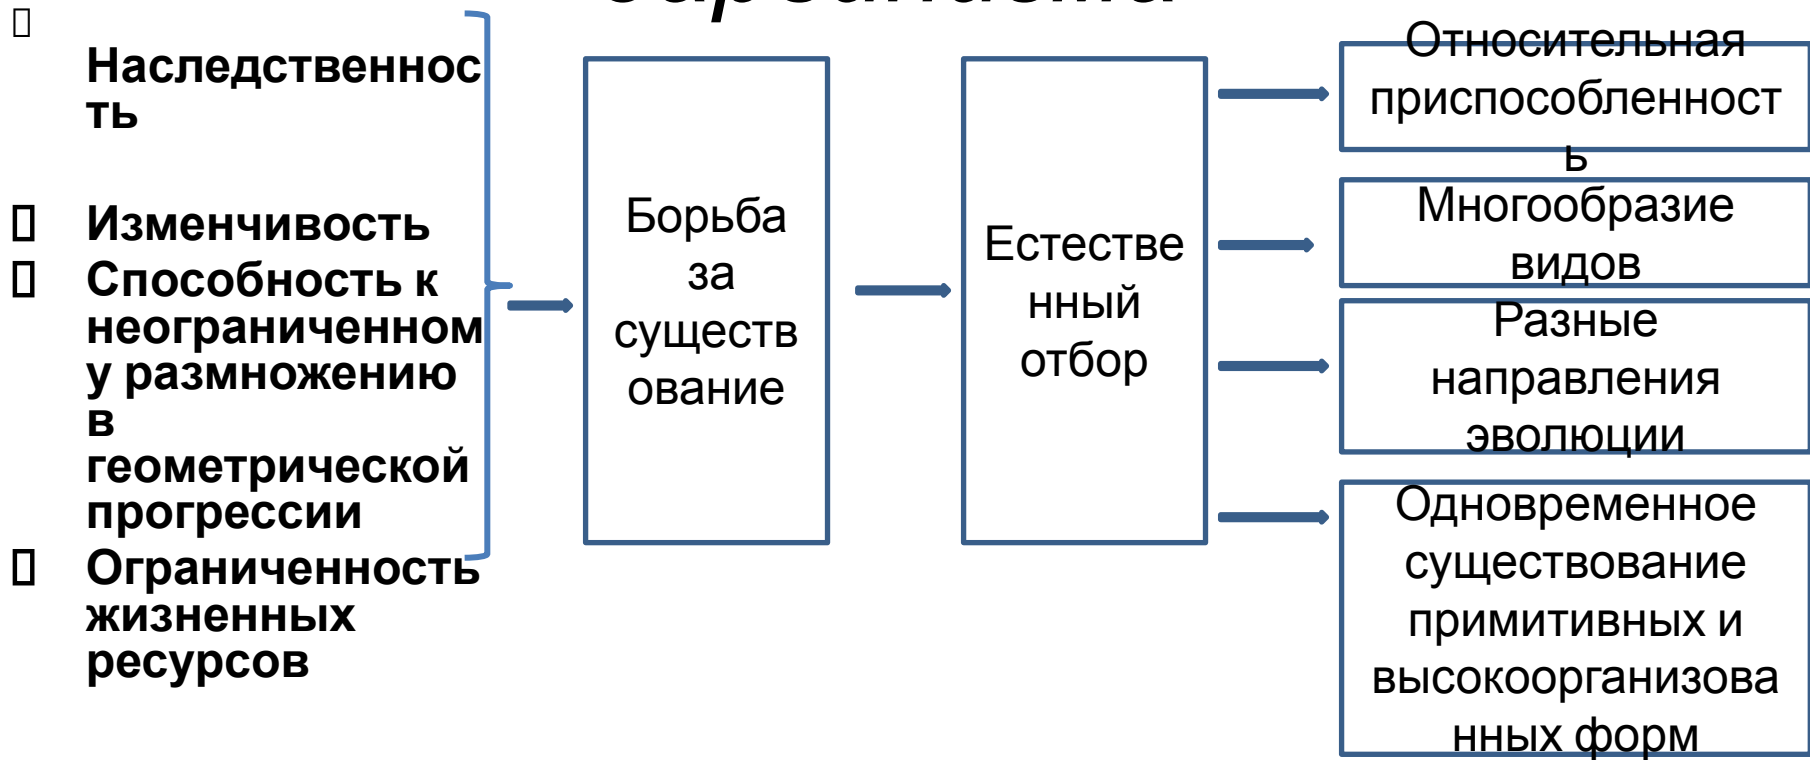 Наследственнос
ть
Изменчивость
Способность к
неограниченном
у размножению
в
геометрической
прогрессии
Ограниченность
жизненных
ресурсов
Борьба
за
существ
ование
Естестве
нный
отбор
Относительная
приспособленност
ь
Многообразие
видов
Разные
направления
эволюции
Одновременное
существование
примитивных и
высокоорганизова
нных форм